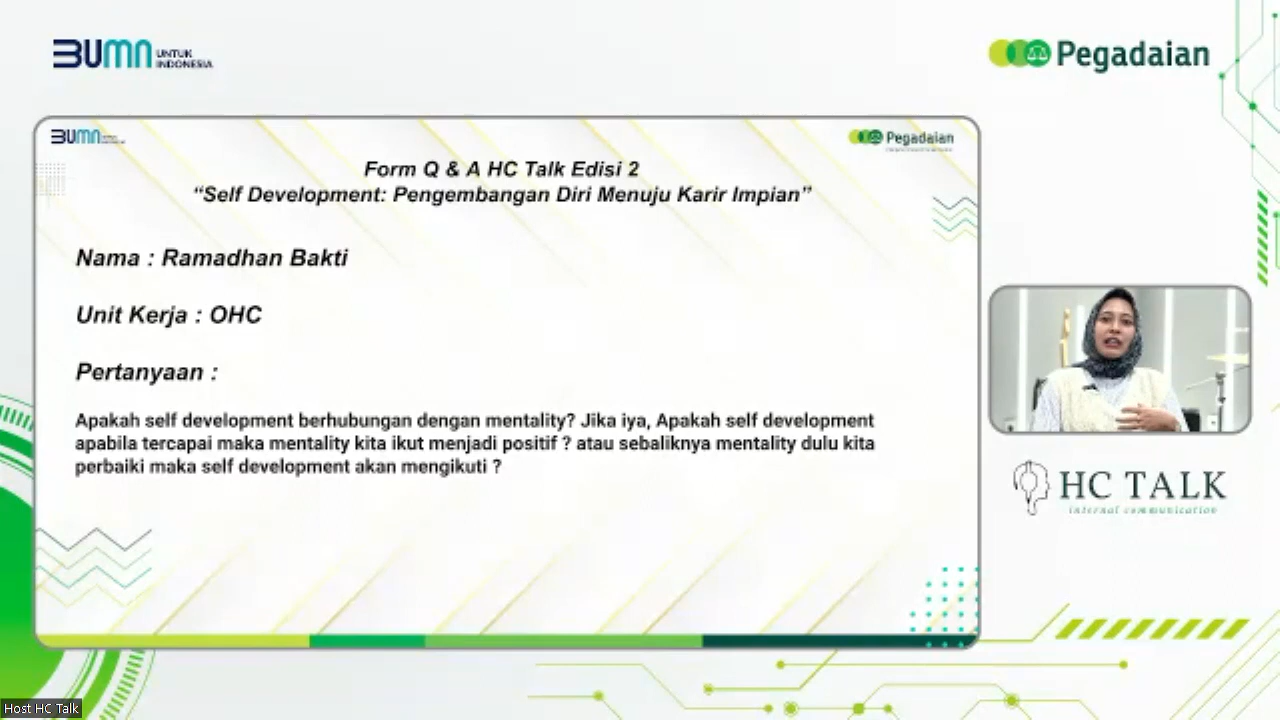 BUMN UNTUK
INDONESIA
Pegadaian
BUMN
Pegadaian
Form Q & A HC Talk Edisi 2
“Self Development: Pengembangan Diri Menuju Karir Impian”
Nama : Ramadhan Bakti
Unit Kerja : OHC
Pertanyaan :
Apakah self development berhubungan dengan mentality? Jika iya, Apakah self development
apabila tercapai maka mentality kita ikut menjadi positif ? atau sebaliknya mentality dulu kita
perbaiki maka self development akan mengikuti ?
HC TALK
internal communication
Host HC Talk